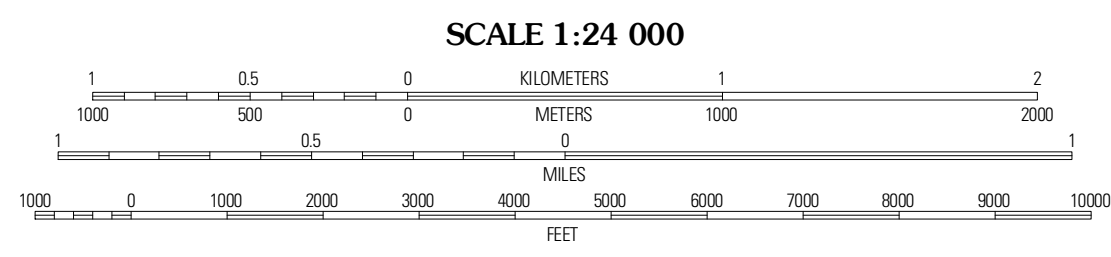 SCALE 1:24 000
1 0.5 0 KILOMETERS 1 2
1000 500 0 METERS 1000 2000
1 0.5 0 1
MILES
1000 0 1000 2000 3000 4000 5000 6000 7000 8000 9000 10000
FEET